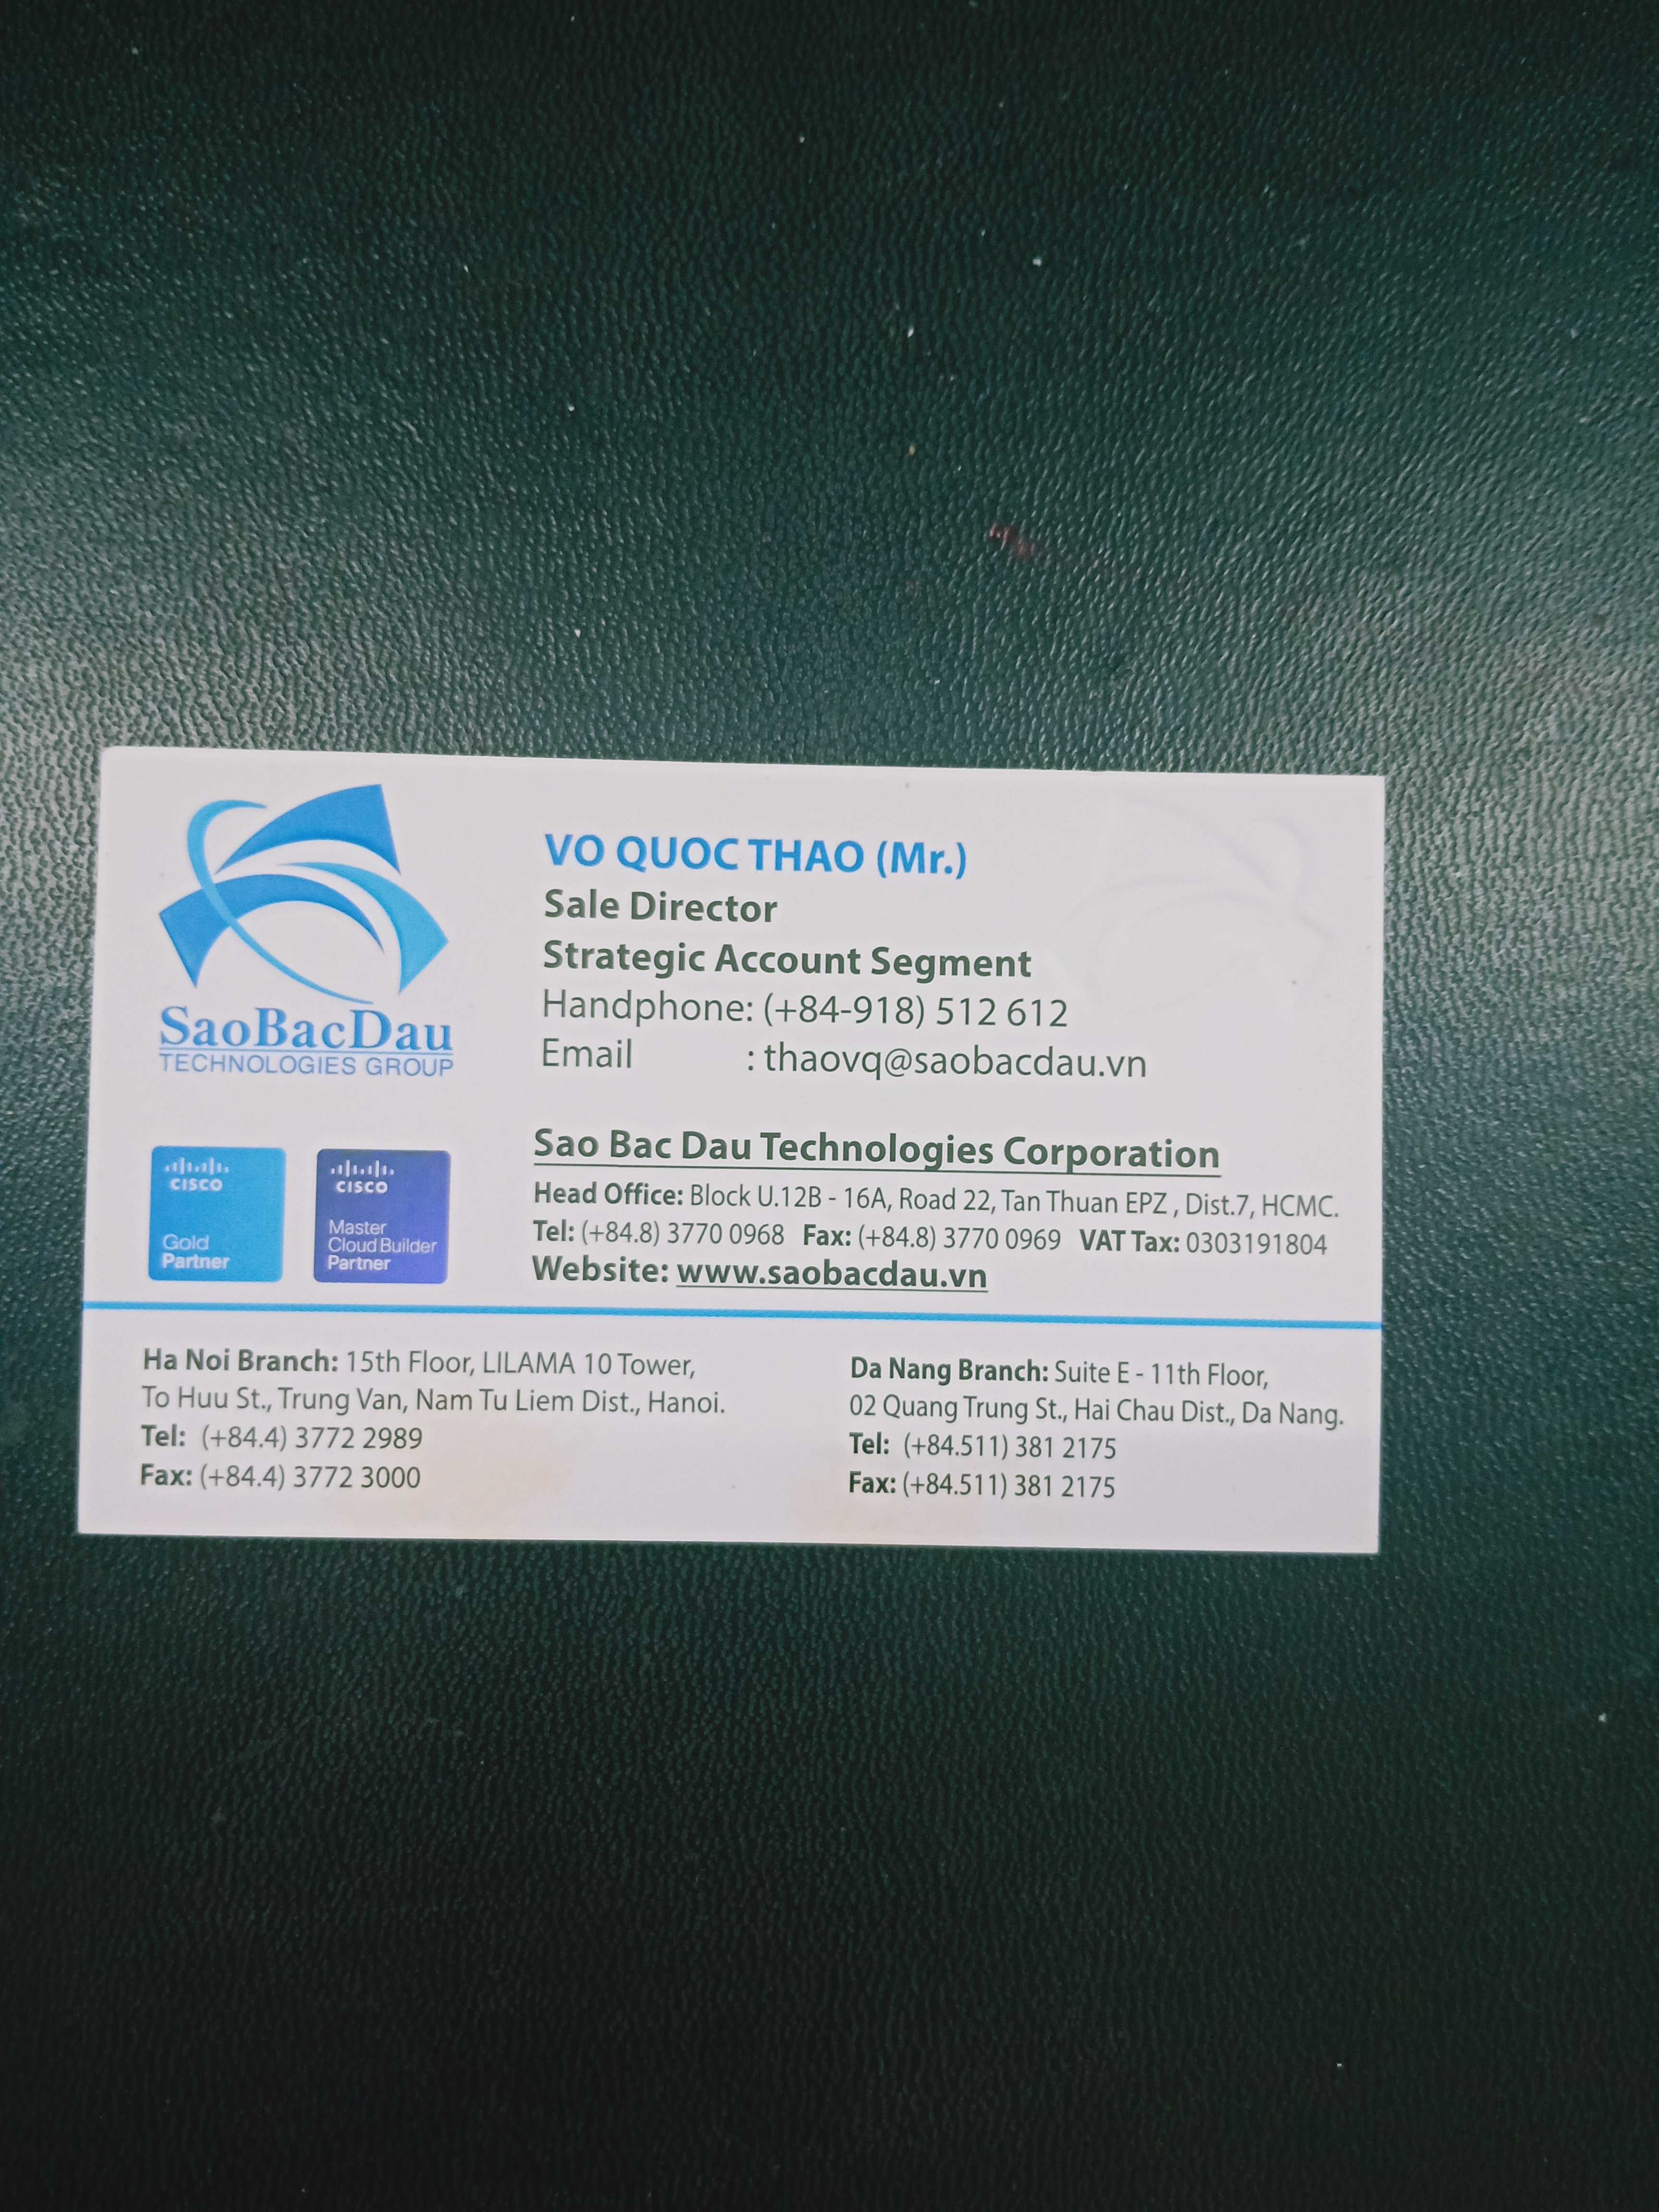 SaoBacDau
TECHNOLOGIES GROUP
VO QUOC THAO (Mr.)
Sale Director
Strategic Account Segment
Handphone: (+84-918) 512 612
Email : thaovq@saobacdau.vn
CISCO
Gold
Partner
CISCO
Master
Cloud Builder
Partner
Sao Bac Dau Technologies Corporation
Head Office: Block U.12B - 16A, Road 22, Tan Thuan EPZ , Dist.7, HCMC.
Tel: (+84.8) 3770 0968 Fax: (+84.8) 3770 0969 VAT Tax: 0303191804
Website: www.saobacdau.vn
Ha Noi Branch: 15th Floor, LILAMA 10 Tower,
To Huu St., Trung Van, Nam Tu Liem Dist., Hanoi.
Tel: (+84.4) 3772 2989
Fax: (+84.4) 3772 3000
Da Nang Branch: Suite E - 11th Floor,
02 Quang Trung St., Hai Chau Dist., Da Nang.
Tel: (+84.511) 381 2175
Fax: (+84.511) 381 2175